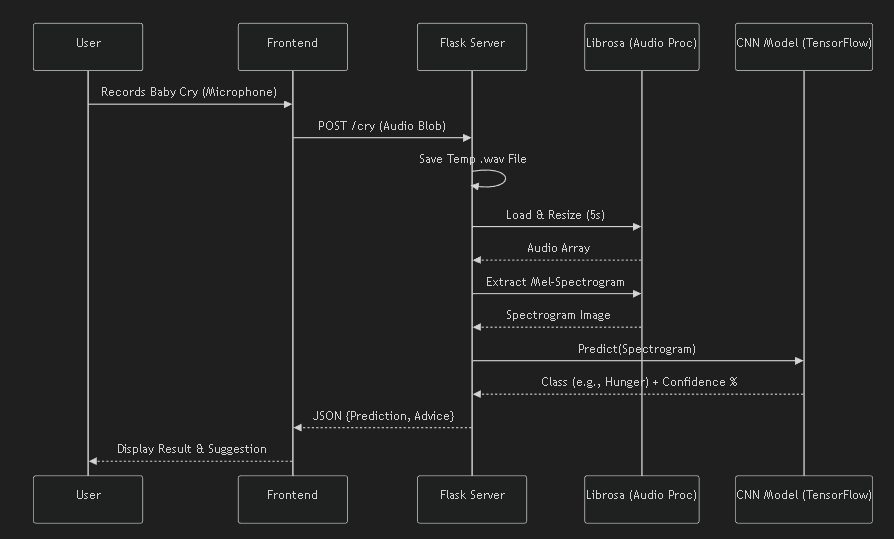 User
Frontend
Flask Server
Librosa (Audio Proc)
CNN Model (TensorFlow)
Records Baby Cry (Microphone)
POST /cry (Audio Blob)
Save Temp .wav File
Load & Resize (5s)
Audio Array
Extract Mel-Spectrogram
Spectrogram Image
Predict(Spectrogram)
Class (e.g., Hunger) + Confidence %
JSON {Prediction, Advice}
Display Result & Suggestion
User
Frontend
Flask Server
Librosa (Audio Proc)
CNN Model (TensorFlow)